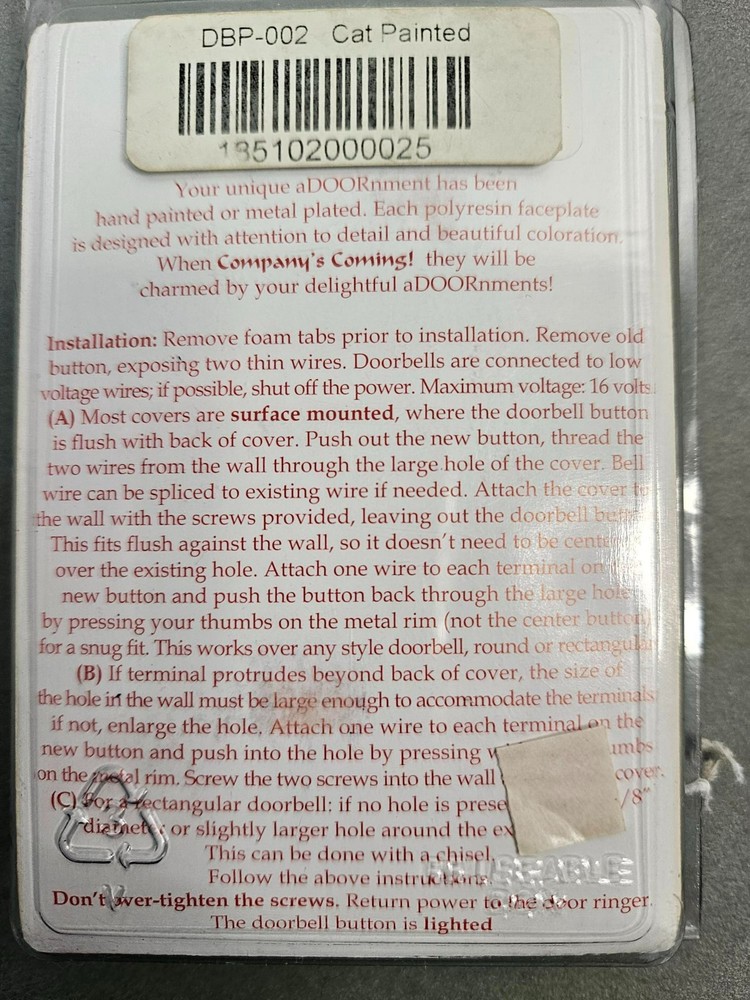 DBP-002 Cat Painted
185102000025
Your unique aDOORnment has been
hand painted or metal plated. Each polyresin faceplate
is designed with attention to detail and beautiful coloration.
When Company's Coming! they will be
charmed by your delightful aDOORnments!
Installation: Remove foam tabs prior to installation. Remove old
button, exposing two thin wires. Doorbells are connected to low
voltage wires; if possible, shut off the power. Maximum voltage: 16 volts.
(A) Most covers are surface mounted, where the doorbell button
is flush with back of cover. Push out the new button, thread the
two wires from the wall through the large hole of the cover. Bell
wire can be spliced to existing wire if needed. Attach the cover to
the wall with the screws provided, leaving out the doorbell
This fits flush against the wall, so it doesn't need to be
over the existing hole. Attach one wire to each terminal on
new button and push the button back through the large hole
by pressing your thumbs on the metal rim (not the center button)
for a snug fit. This works over any style doorbell, round or rectangular
(B) If terminal protrudes beyond back of cover, the size of
the hole in the wall must be large enough to accommodate the terminals;
if not, enlarge the hole. Attach one wire to each terminal on the
new button and push into the hole by pressing
on the metal rim. Screw the two screws into the wall cover.
(C) For a rectangular doorbell: if no hole is /8"
diameter or slightly larger hole around the
This can be done with a chisel.
Follow the above instructions.
Don't over-tighten the screws. Return power to the door ringer.
The doorbell button is lighted